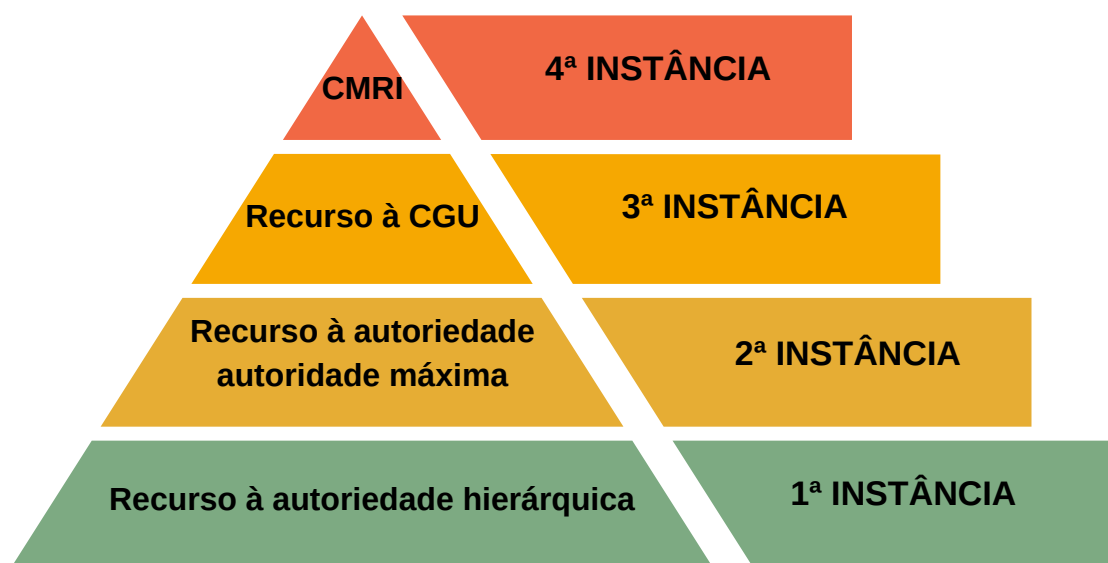 CMRI
4ª INSTÂNCIA
Recurso à CGU
3ª INSTÂNCIA
Recurso à autoriedade
autoridade máxima
2ª INSTÂNCIA
Recurso à autoriedade hierárquica
1ª INSTÂNCIA